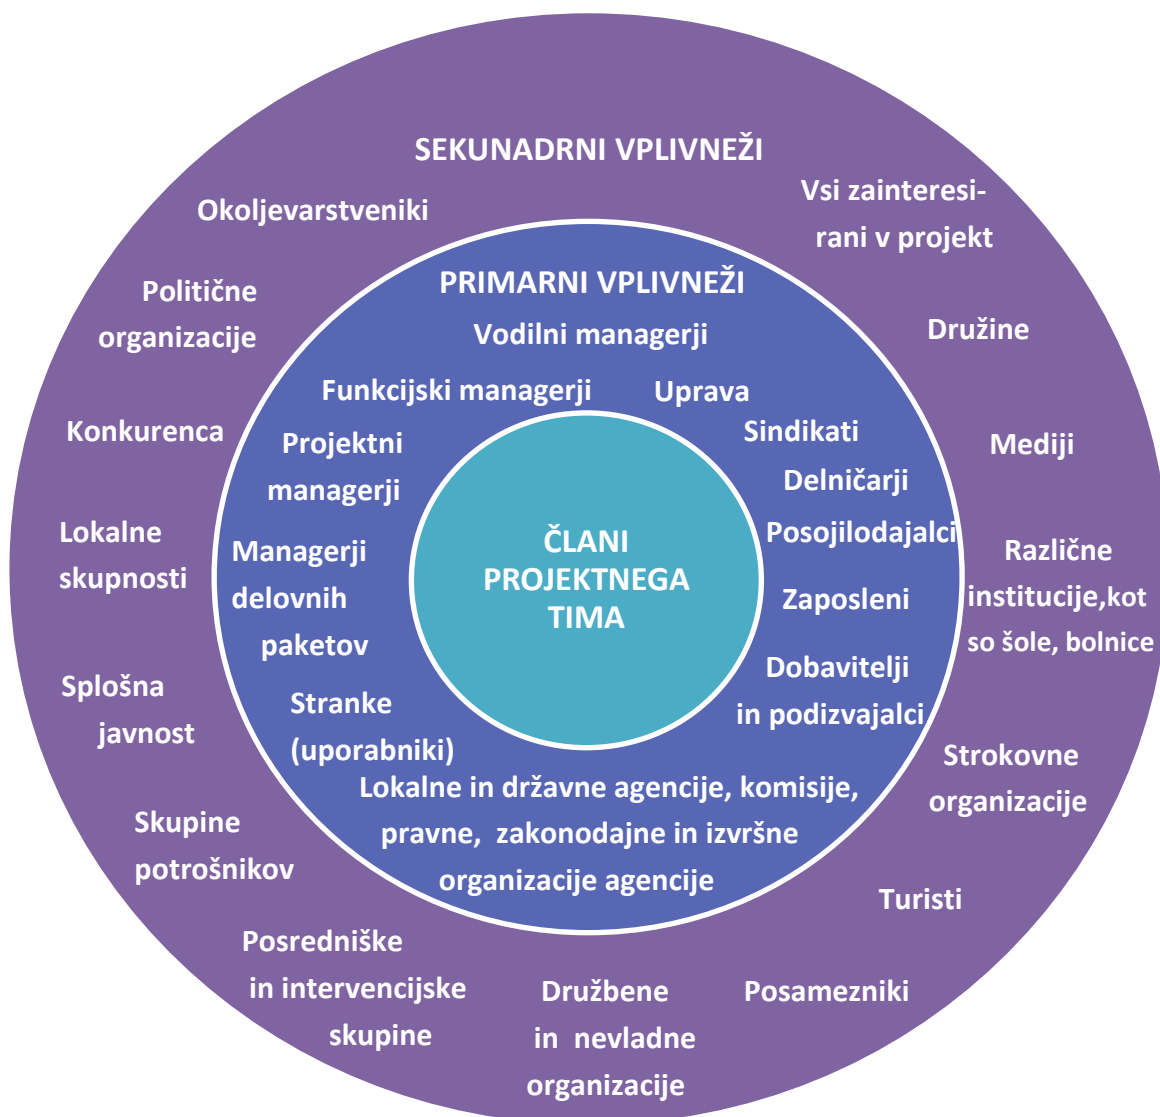 SEKUNADRNI VPLIVNEŽI
Vsi zainteresi-
rani v projekt
Okoljevarstveniki
Politične
organizacije
Družine
Konkurenca
Mediji
Lokalne
skupnosti
Različne
institucije,kot
so šole, bolnice
Splošna
javnost
Strokovne
organizacije
Skupine
potrošnikov
Turisti
Posredniške
in intervencijske
skupine
Družbene
in nevladne
organizacije
Posamezniki
PRIMARNI VPLIVNEŽI
Vodilni managerji
Funkcijski managerji
Uprava
Projektni
managerji
Sindikati
Delničarji
Posojilodajalci
Managerji
delovnih
paketov
Zaposleni
Stranke
(uporabniki)
Dobavitelji
in podizvajalci
Lokalne in državne agencije, komisije,
pravne, zakonodajne in izvršne
organizacije agencije
ČLANI
PROJEKTNEGA
TIMA